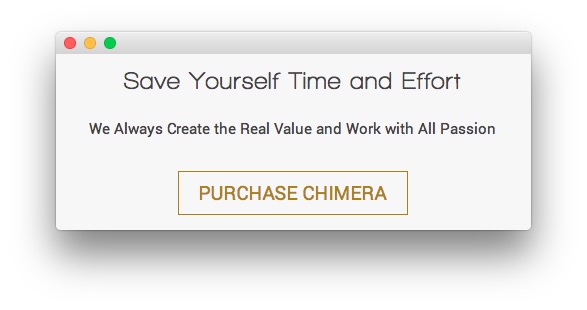 Save Yourself Time and Effort
We Always Create the Real Value and Work with All Passion
PURCHASE CHIMERA